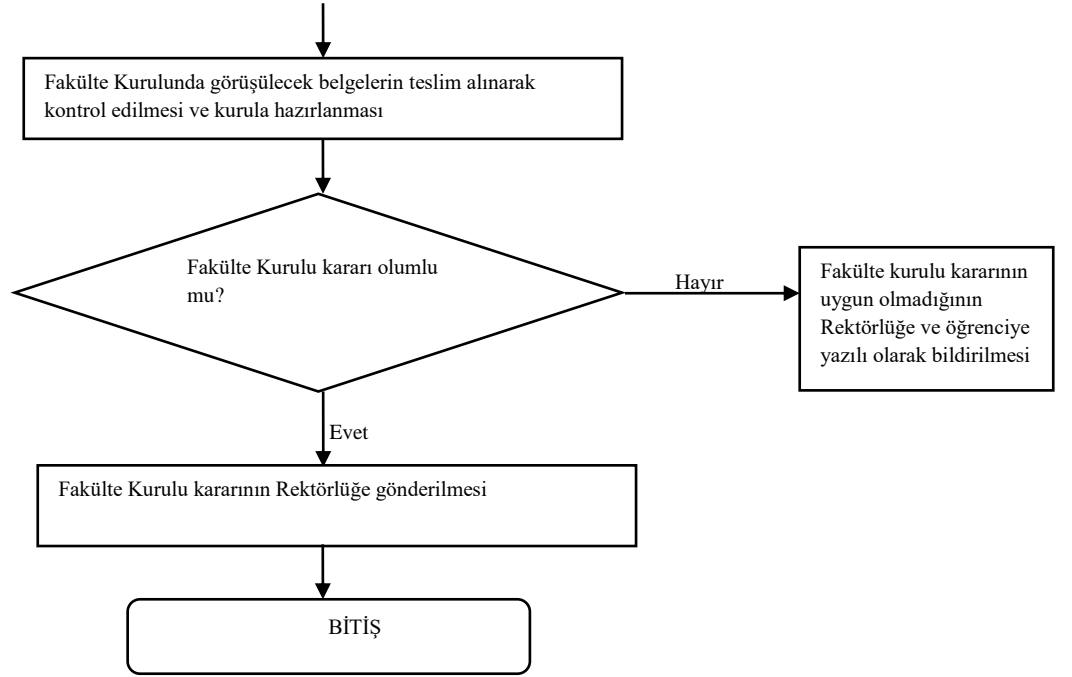 Fakülte Kurulunda görüşülecek belgelerin teslim alınarak
kontrol edilmesi ve kurula hazırlanması
Fakülte Kurulu kararı olumlu
mu?
Hayır
Fakülte kurulu kararının
uygun olmadığının
Rektörlüğe ve öğrenciye
yazılı olarak bildirilmesi
Evet
Fakülte Kurulu kararının Rektörlüğe gönderilmesi
BİTİŞ